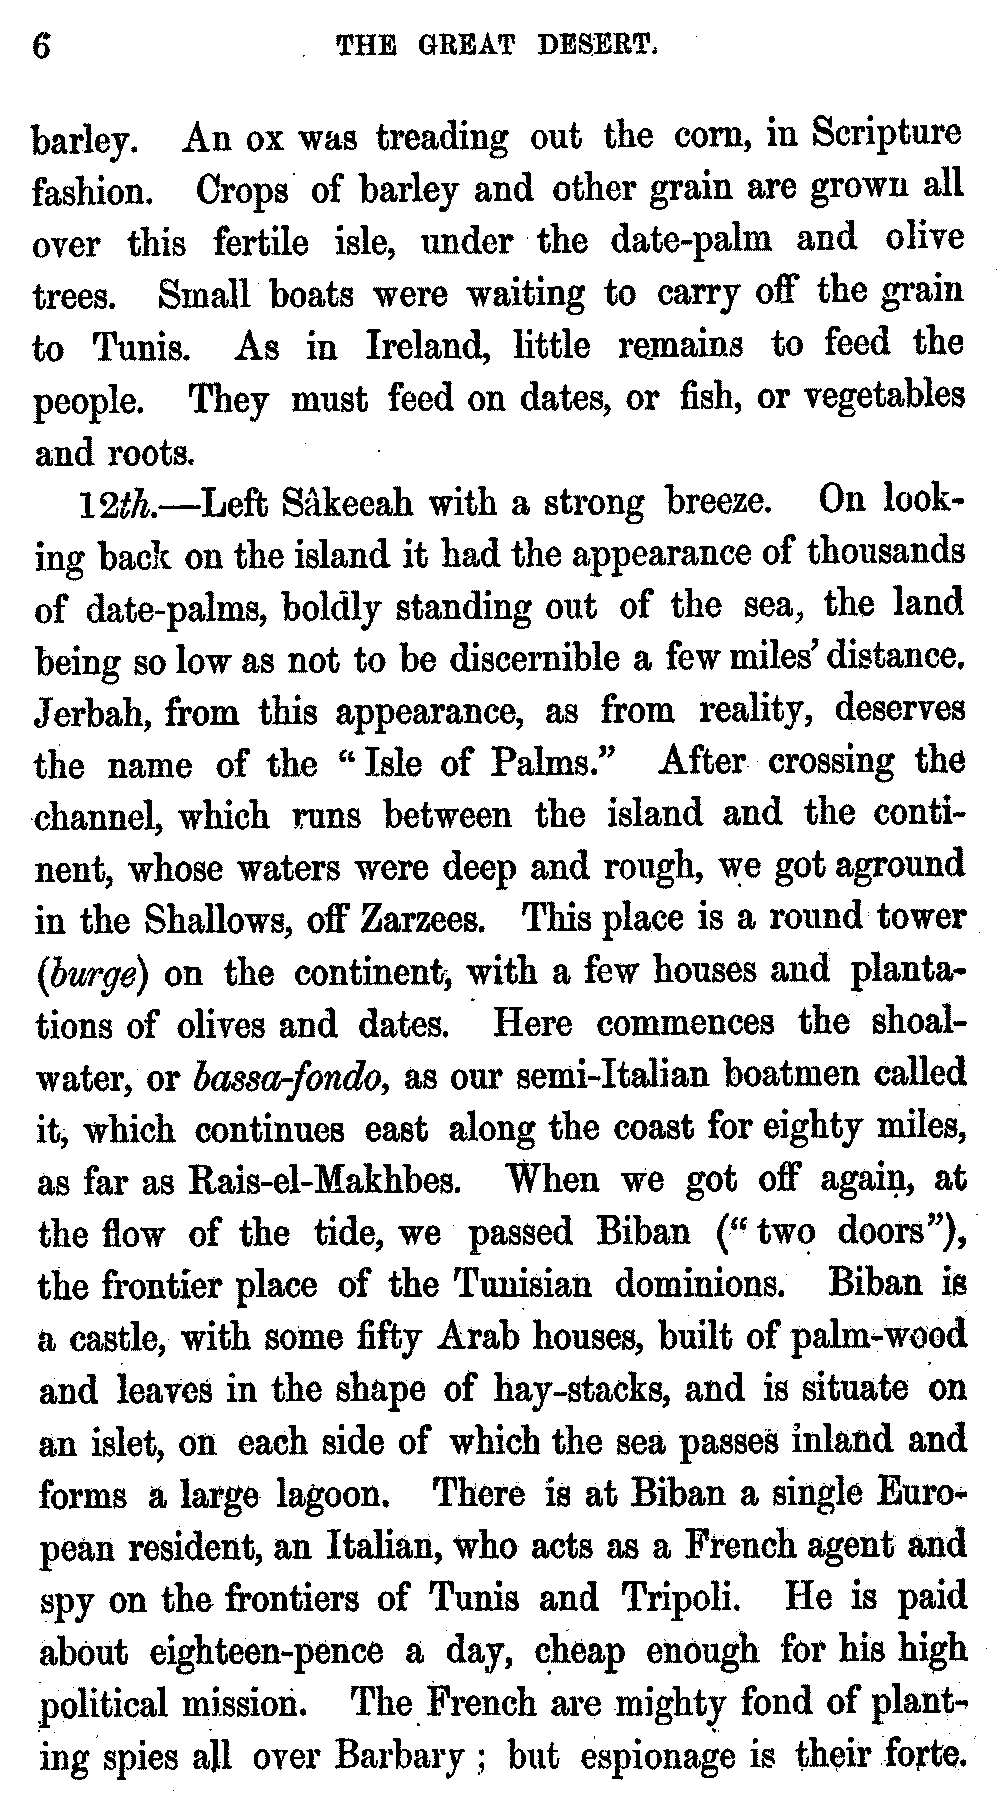 6 THE GREAT DESERT.
barley. An ox was treading out the corn, in Scripture
fashion. Crops of barley and other grain are grown all
over this fertile isle, under the date-palm and olive
trees. Small boats were waiting to carry off the grain
to Tunis. As in Ireland, little remains to feed the
people. They must feed on dates, or fish, or vegetables
and roots.
12th.—Left Sâkeeah with a strong breeze. On look-
ing back on the island it had the appearance of thousands
of date-palms, boldly standing out of the sea, the land
being so low as not to be discernible a few miles' distance.
Jerbah, from this appearance, as from reality, deserves
the name of the "Isle of Palms." After crossing the
channel, which runs between the island and the conti-
nent, whose waters were deep and rough, we got aground
in the Shallows, off Zarzees. This place is a round tower
(burge) on the continent, with a few houses and planta-
tions of olives and dates. Here commences the shoal-
water, or bassa-fondo, as our semi-Italian boatmen called
it, which continues east along the coast for eighty miles,
as far as Rais-el-Makhbes. When we got off again, at
the flow of the tide, we passed Biban ("two doors"),
the frontier place of the Tunisian dominions. Biban is
a castle, with some fifty Arab houses, built of palm-wood
and leaves in the shape of hay-stacks, and is situate on
an islet, on each side of which the sea passes inland and
forms a large lagoon. There is at Biban a single Euro-
pean resident, an Italian, who acts as a French agent and
spy on the frontiers of Tunis and Tripoli. He is paid
about eighteen-pence a day, cheap enough for his high
political mission. The French are mighty fond of plant-
ing spies all over Barbary; but espionage is their forte.